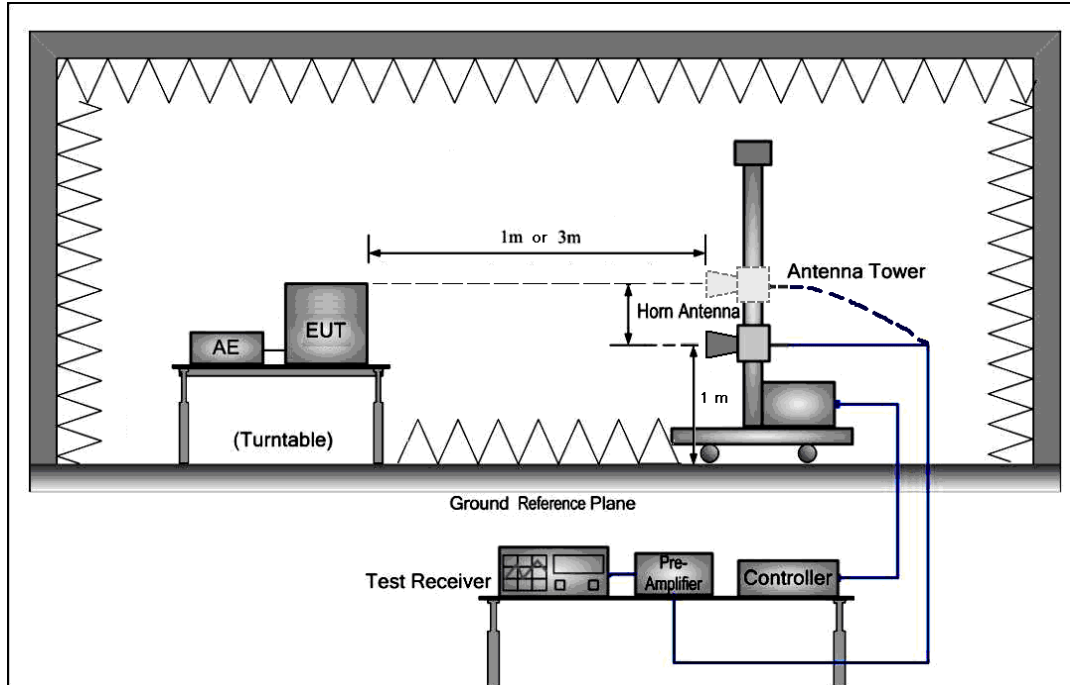 1m or 3m
Antenna Tower
Horn Antenna
EUT
AE
1 m
(Turntable)
Ground Reference Plane
Test Receiver
Pre-
Amplifier
Controller